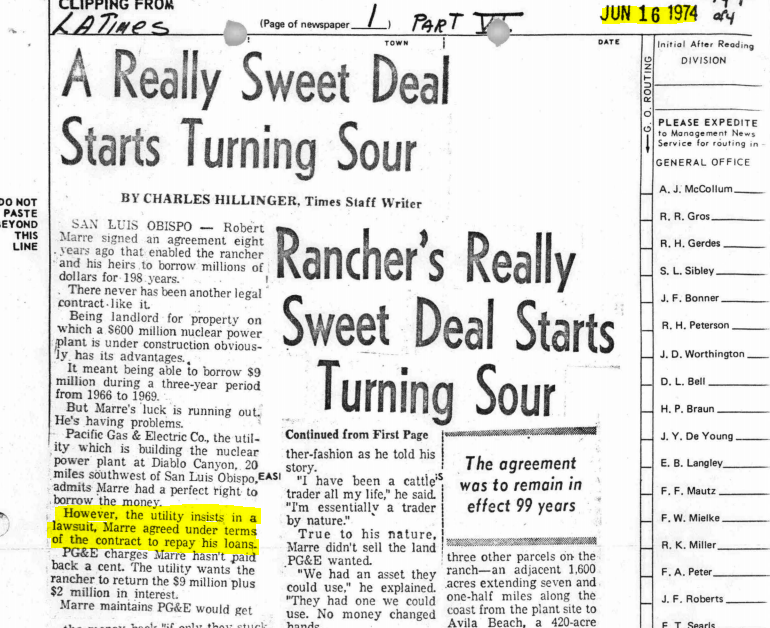 CLIPPING FROM
LATimes
(Page of newspaper 1 ) PART VI
JUN 16 1974
of 4
TOWN
DATE
DO NOT
PASTE
BEYOND
THIS
LINE
A Really Sweet Deal
Starts Turning Sour
BY CHARLES HILLINGER, Times Staff Writer
SAN LUIS OBISPO — Robert
Marre signed an agreement eight
years ago that enabled the rancher
and his heirs to borrow millions of
dollars for 198 years.
There never has been another legal
contract like it.
Being landlord for property on
which a $600 million nuclear power
plant is under construction obvious-
ly has its advantages.
It meant being able to borrow $9
million during a three-year period
from 1966 to 1969.
But Marre's luck is running out.
He's having problems.
Pacific Gas & Electric Co., the util-
ity which is building the nuclear
power plant at Diablo Canyon, 20
miles southwest of San Luis Obispo,
admits Marre had a perfect right to
borrow the money.
However, the utility insists in a
lawsuit, Marre agreed under terms
of the contract to repay his loans.
PG&E charges Marre hasn't paid
back a cent. The utility wants the
rancher to return the $9 million plus
$2 million in interest.
Marre maintains PG&E would get
the money back "if only they stuck
Rancher's Really
Sweet Deal Starts
Turning Sour
Continued from First Page
EASI
ther-fashion as he told his
story.
"I have been a cattle
trader all my life," he said.
"I'm essentially a trader
by nature."
True to his nature,
Marre didn't sell the land
PG&E wanted.
"We had an asset they
could use," he explained.
"They had one we could
use. No money changed
hands
'S
The agreement
was to remain in
effect 99 years
three other parcels on the
ranch—an adjacent 1,600
acres extending seven and
one-half miles along the
coast from the plant site to
Avila Beach, a 420-acre
G. O. ROUTING
Initial After Reading
DIVISION
PLEASE EXPEDITE
to Management News
Service for routing in -
GENERAL OFFICE
A. J. McCollum
R. R. Gros
R. H. Gerdes
S. L. Sibley
J. F. Bonner
R. H. Peterson
J. D. Worthington
D. L. Bell
H. P. Braun
J. Y. De Young
E. B. Langley
F. F. Mautz
F. W. Mielke
R. K. Miller
F. A. Peter
J. F. Roberts
F. T. Searls